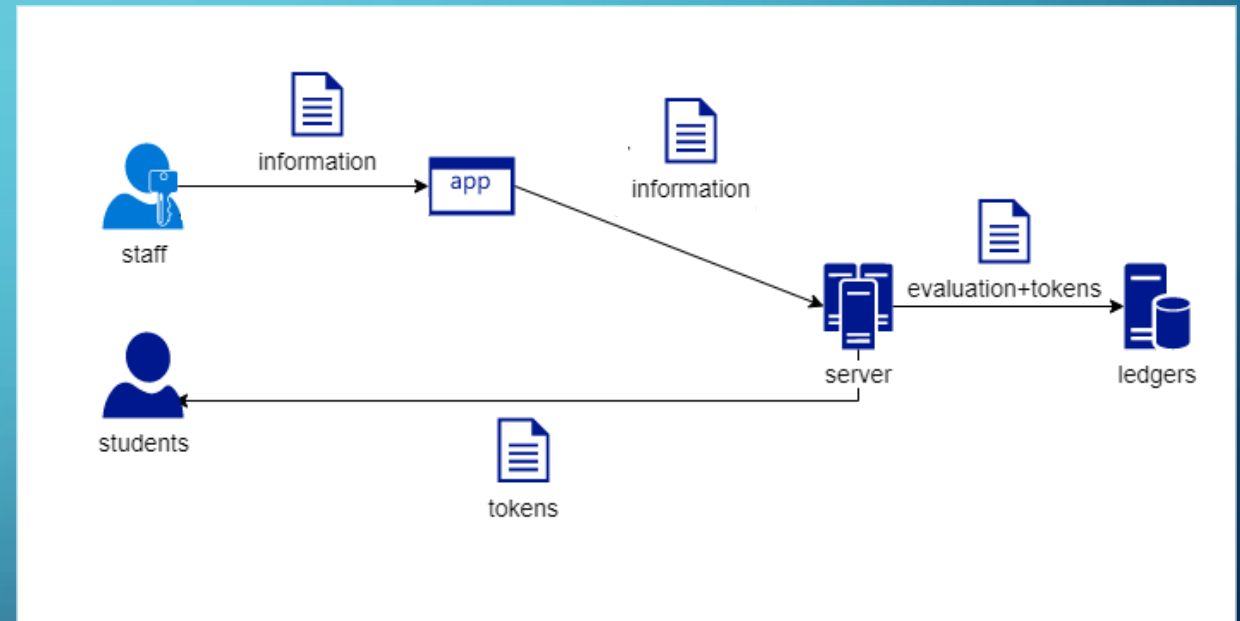 information
app
information
staff
evaluation+tokens
server
ledgers
students
tokens